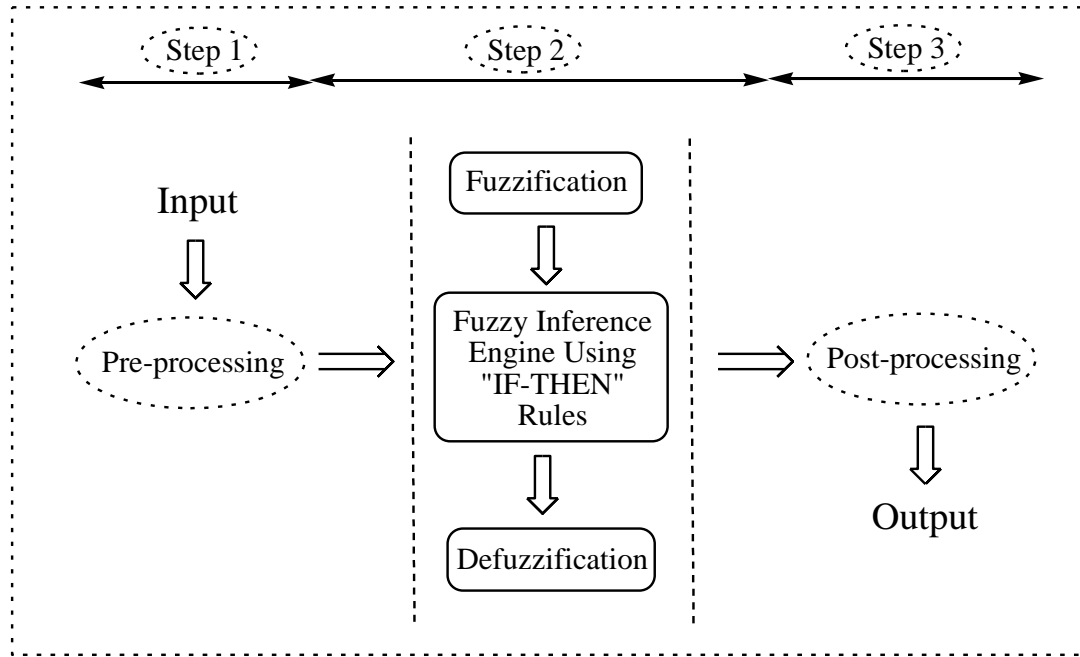 Step 1
Step 2
Step 3
Input
Pre-processing
Fuzzification
Fuzzy Inference
Engine Using
"IF-THEN"
Rules
Defuzzification
Post-processing
Output